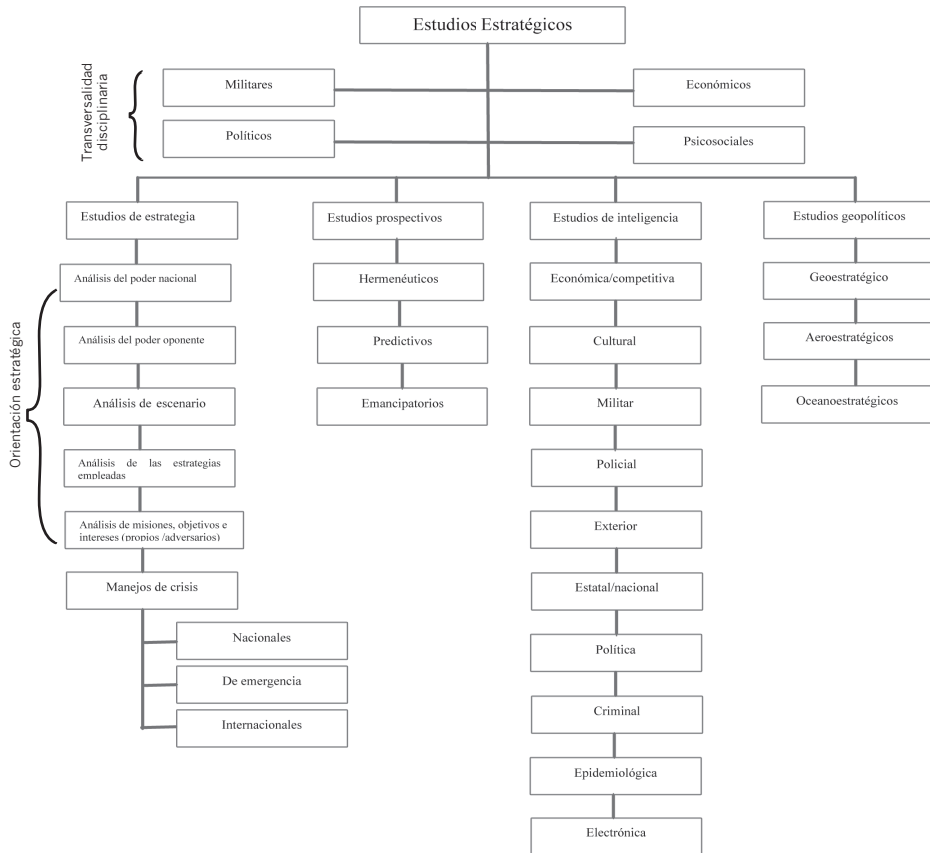 Estudios Estratégicos
Transversalidad
disciplinaria
Militares
Económicos
Políticos
Psicosociales
Estudios de estrategia
Estudios prospectivos
Estudios de inteligencia
Estudios geopolíticos
Orientación estratégica
Análisis del poder nacional
Análisis del poder oponente
Análisis de escenario
Análisis de las estrategias
empleadas
Análisis de misiones, objetivos e
intereses (propios /adversarios)
Manejos de crisis
Nacionales
De emergencia
Internacionales
Hermenéuticos
Predictivos
Emancipatorios
Económica/competitiva
Cultural
Militar
Policial
Exterior
Estatal/nacional
Política
Criminal
Epidemiológica
Electrónica
Geoestratégico
Aeroestratégicos
Oceanoestratégicos